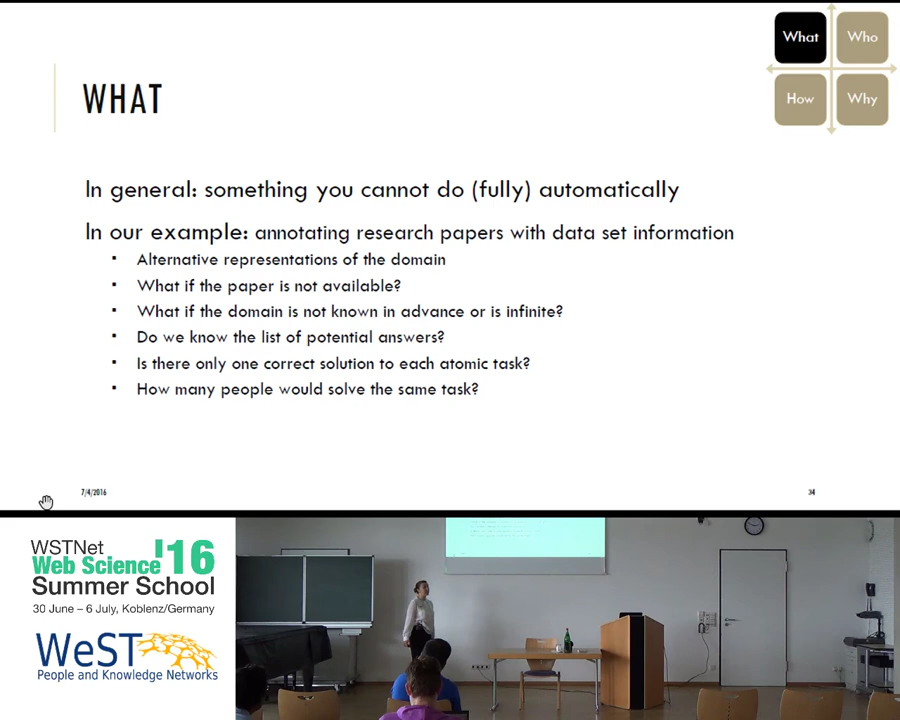 What
Who
How
Why
WHAT
In general: something you cannot do (fully) automatically
In our example: annotating research papers with data set information
▪ Alternative representations of the domain
▪ What if the paper is not available?
▪ What if the domain is not known in advance or is infinite?
▪ Do we know the list of potential answers?
▪ Is there only one correct solution to each atomic task?
▪ How many people would solve the same task?
7/4/2016
34
WSTNet
Web Science '16
Summer School
30 June – 6 July, Koblenz/Germany
WeST
People and Knowledge Networks